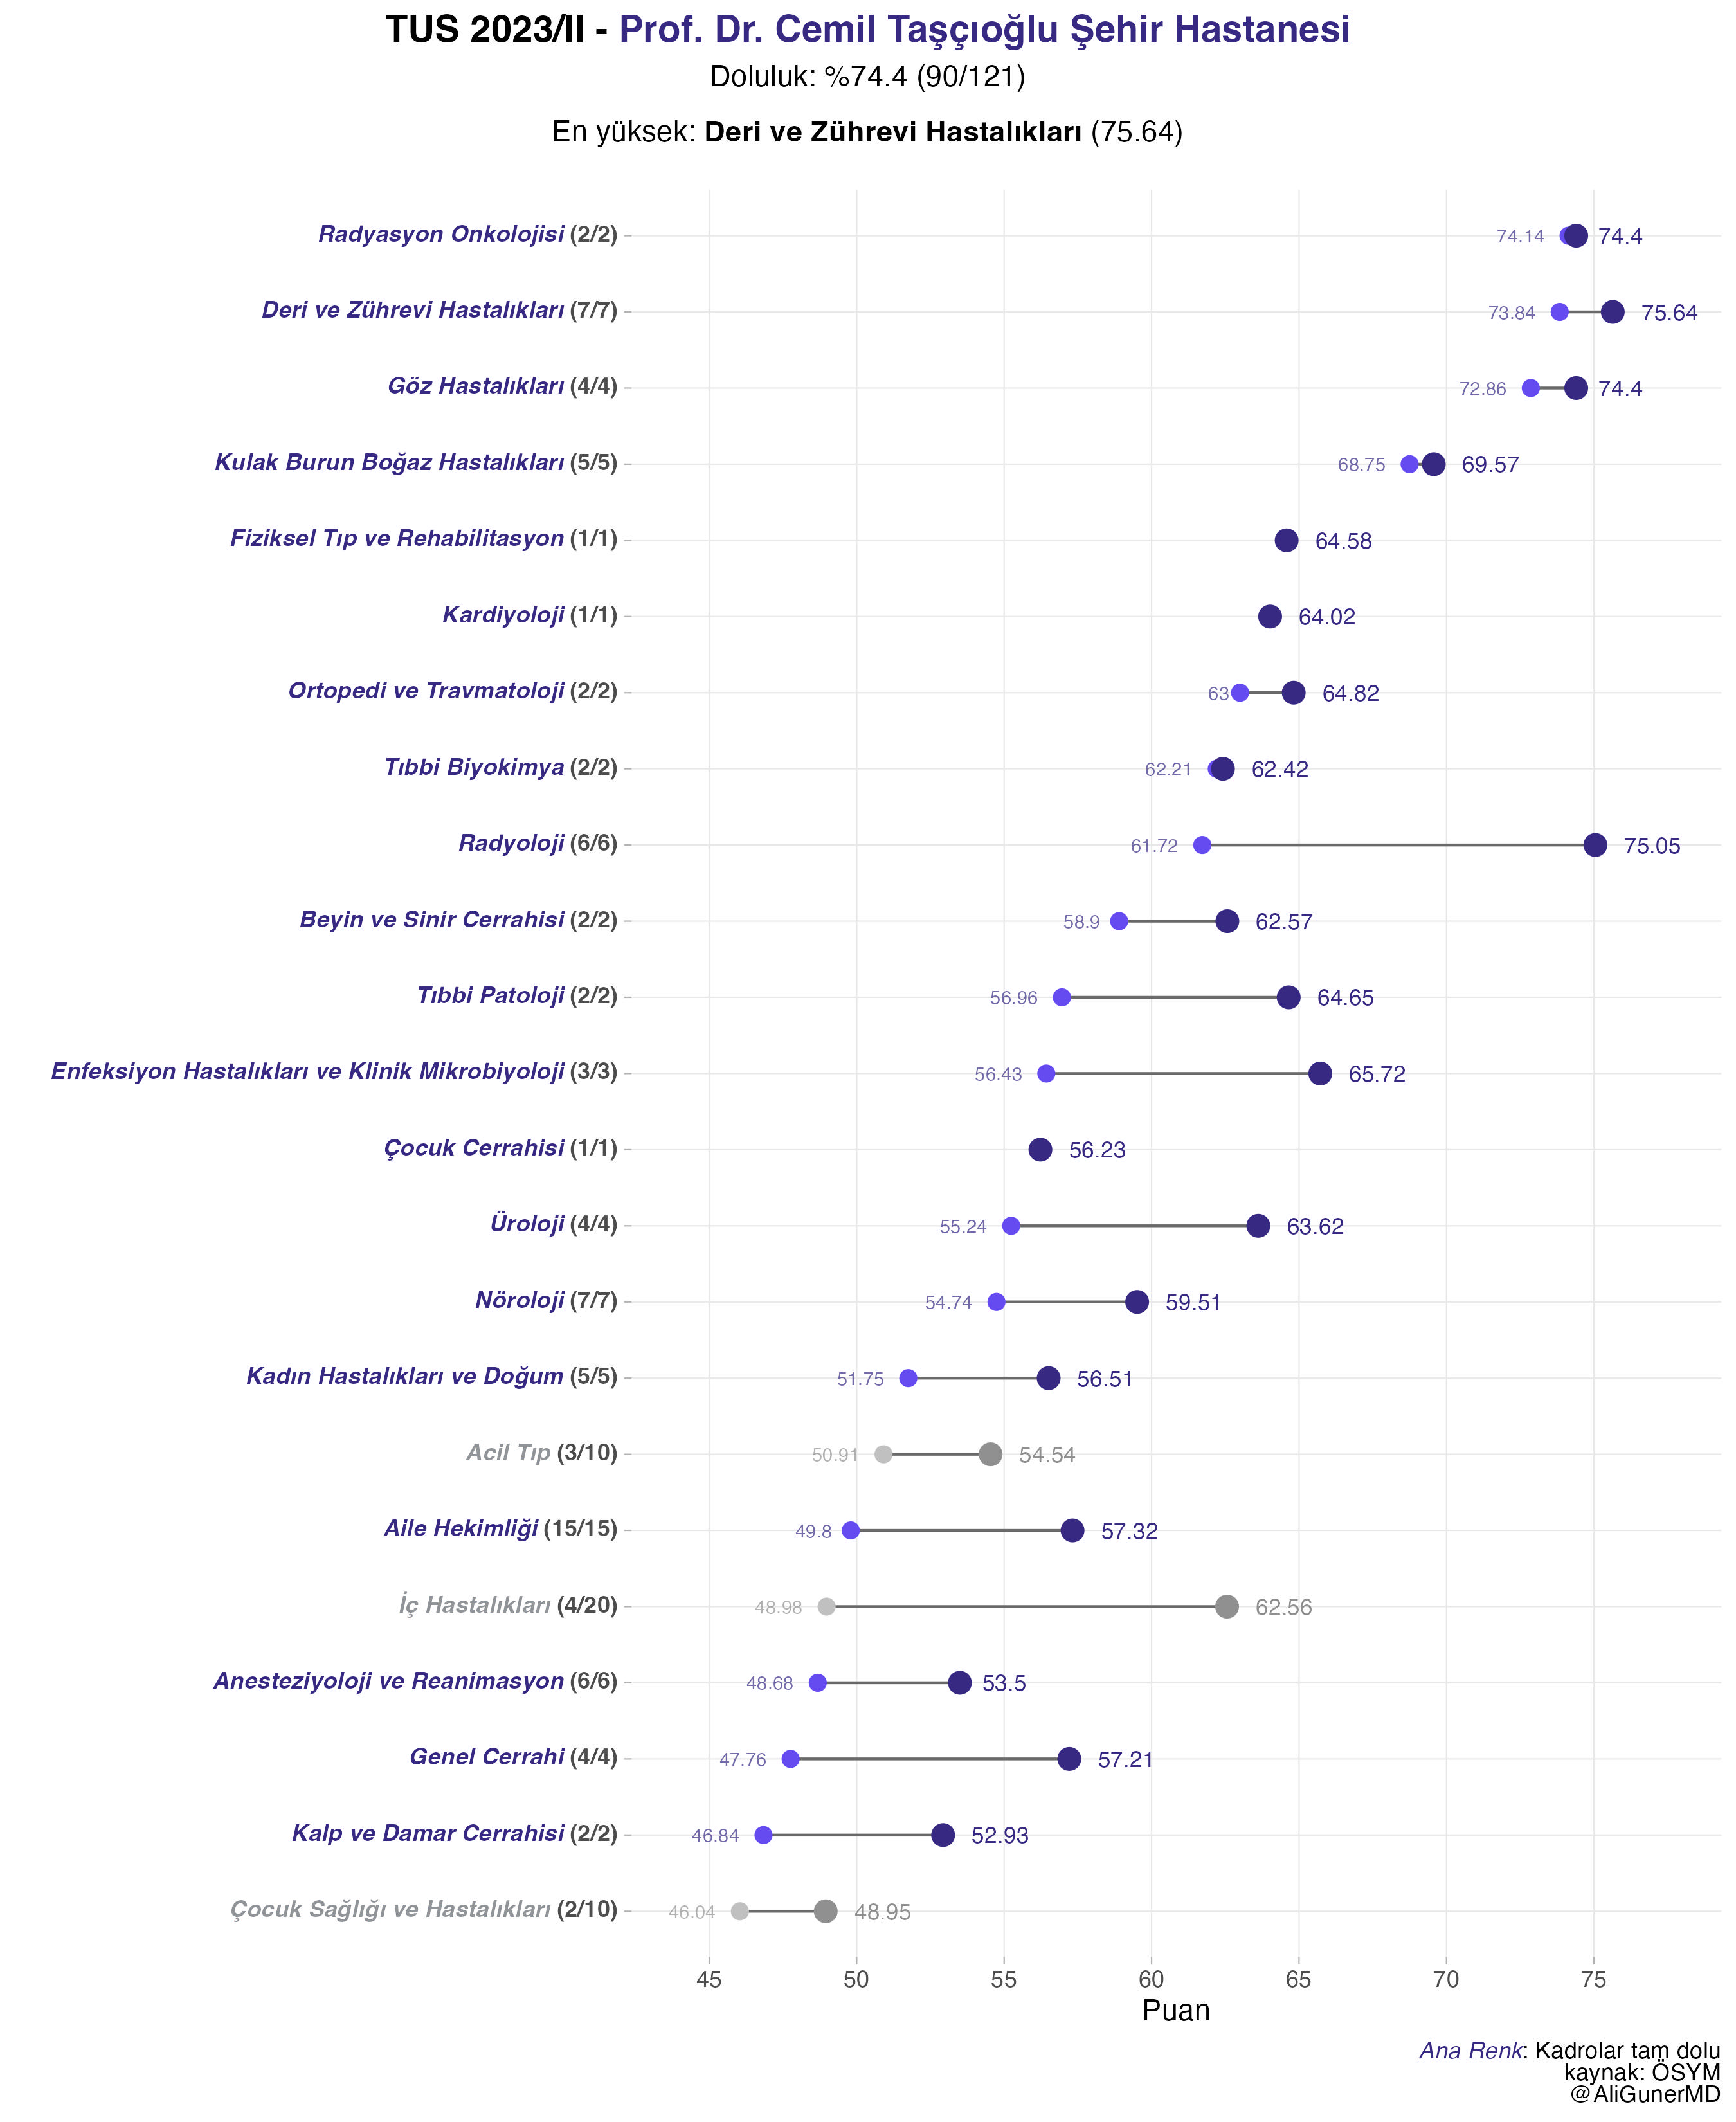 TUS 2023/II - Prof. Dr. Cemil Taşçıoğlu Şehir Hastanesi
Doluluk: %74.4 (90/121)
En yüksek: Deri ve Zührevi Hastalıkları (75.64)
Radyasyon Onkolojisi (2/2) 74.14 74.4
Deri ve Zührevi Hastalıkları (7/7) 73.84 75.64
Göz Hastalıkları (4/4) 72.86 74.4
Kulak Burun Boğaz Hastalıkları (5/5) 68.75 69.57
Fiziksel Tıp ve Rehabilitasyon (1/1) 64.58
Kardiyoloji (1/1) 64.02
Ortopedi ve Travmatoloji (2/2) 63 64.82
Tıbbi Biyokimya (2/2) 62.21 62.42
Radyoloji (6/6) 61.72 75.05
Beyin ve Sinir Cerrahisi (2/2) 58.9 62.57
Tıbbi Patoloji (2/2) 56.96 64.65
Enfeksiyon Hastalıkları ve Klinik Mikrobiyoloji (3/3) 56.43 65.72
Çocuk Cerrahisi (1/1) 56.23
Üroloji (4/4) 55.24 63.62
Nöroloji (7/7) 54.74 59.51
Kadın Hastalıkları ve Doğum (5/5) 51.75 56.51
Acil Tıp (3/10) 50.91 54.54
Aile Hekimliği (15/15) 49.8 57.32
İç Hastalıkları (4/20) 48.98 62.56
Anesteziyoloji ve Reanimasyon (6/6) 48.68 53.5
Genel Cerrahi (4/4) 47.76 57.21
Kalp ve Damar Cerrahisi (2/2) 46.84 52.93
Çocuk Sağlığı ve Hastalıkları (2/10) 46.04 48.95
45 50 55 60 65 70 75
Puan
Ana Renk: Kadrolar tam dolu
kaynak: ÖSYM
@AliGunerMD